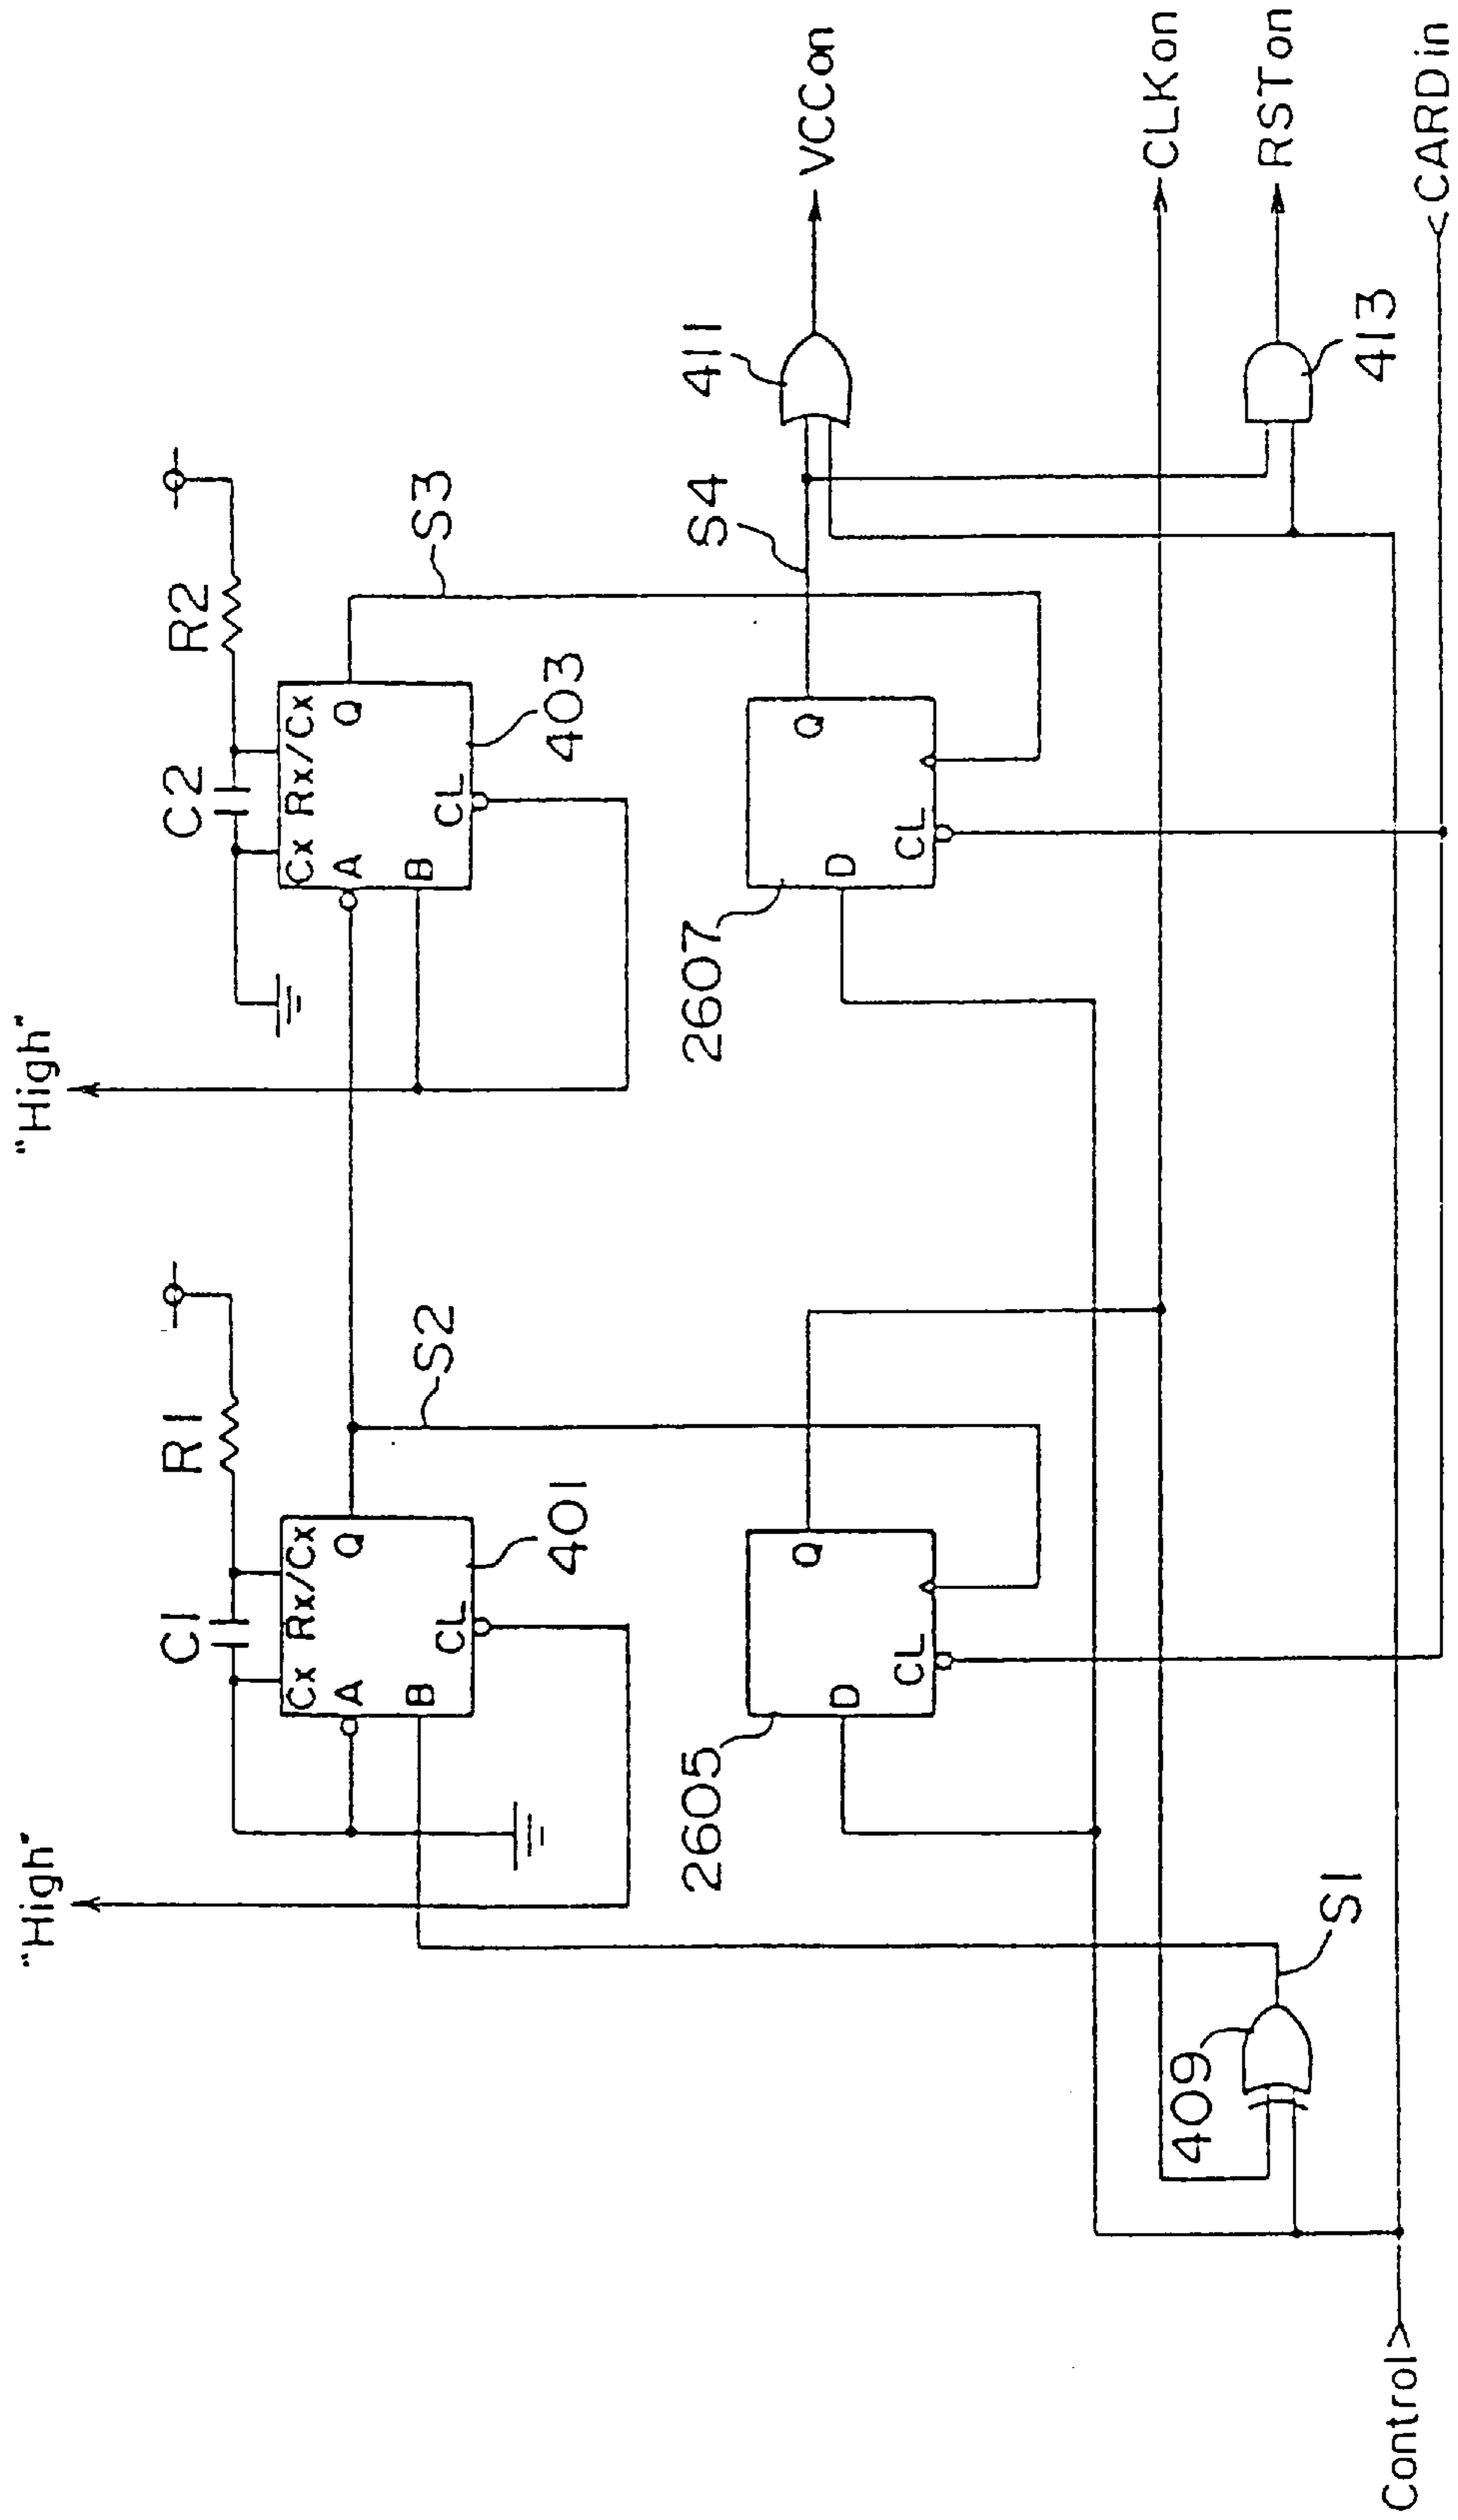 "High"
"High"
C1
R1
Cx Rx/Cx
A
Q
B
CL
401
S2
C2
R2
Cx Rx/Cx
A
Q
B
CL
403
S3
2605
Q
D
CL
2607
Q
D
CL
S4
411
VCCon
CLKon
409
S1
413
RSTon
Control
CARDin